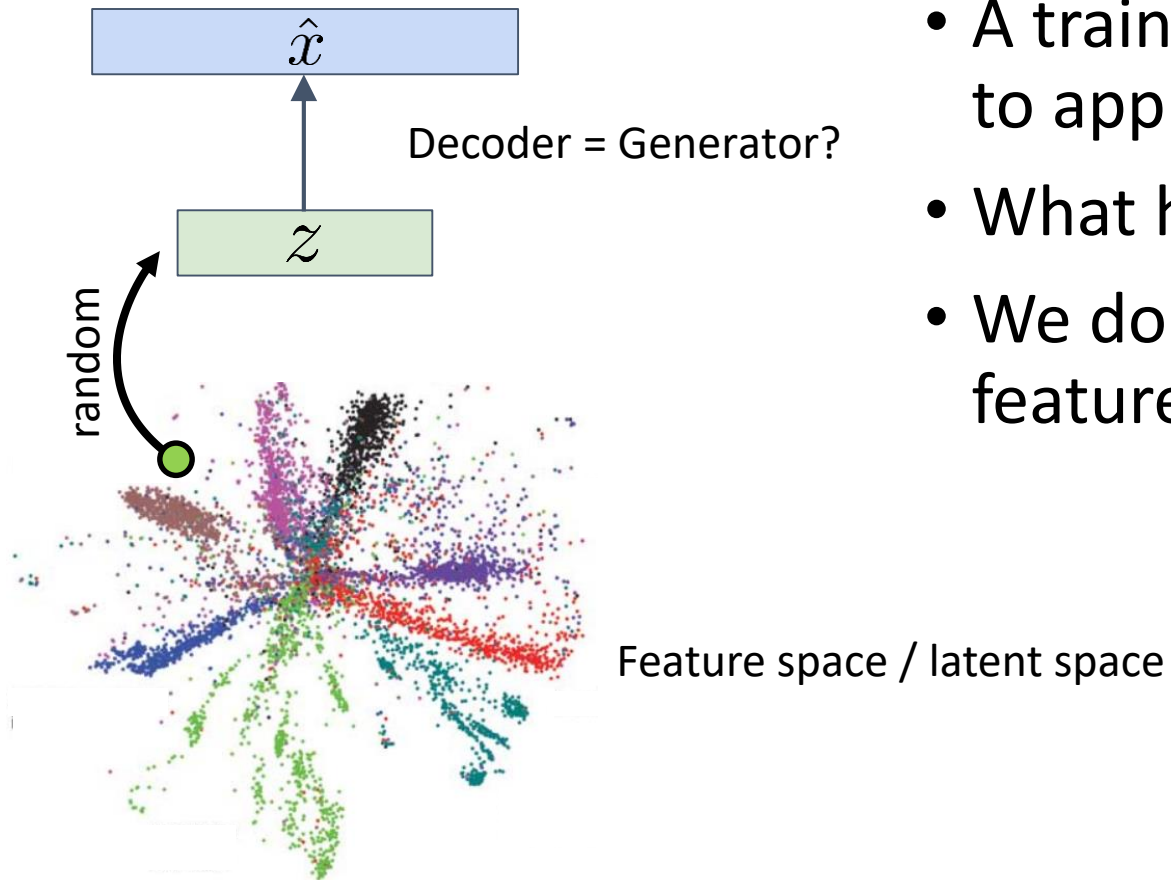 x̂
Decoder = Generator?
z
random
Feature space / latent space
• A train
to app
• What h
• We do
feature